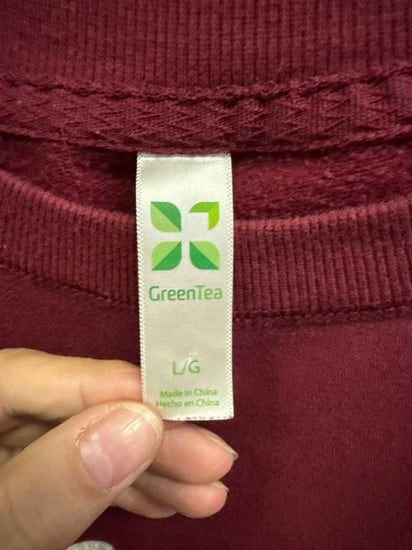 GreenTea
L/G
Made in China
Hecho en China